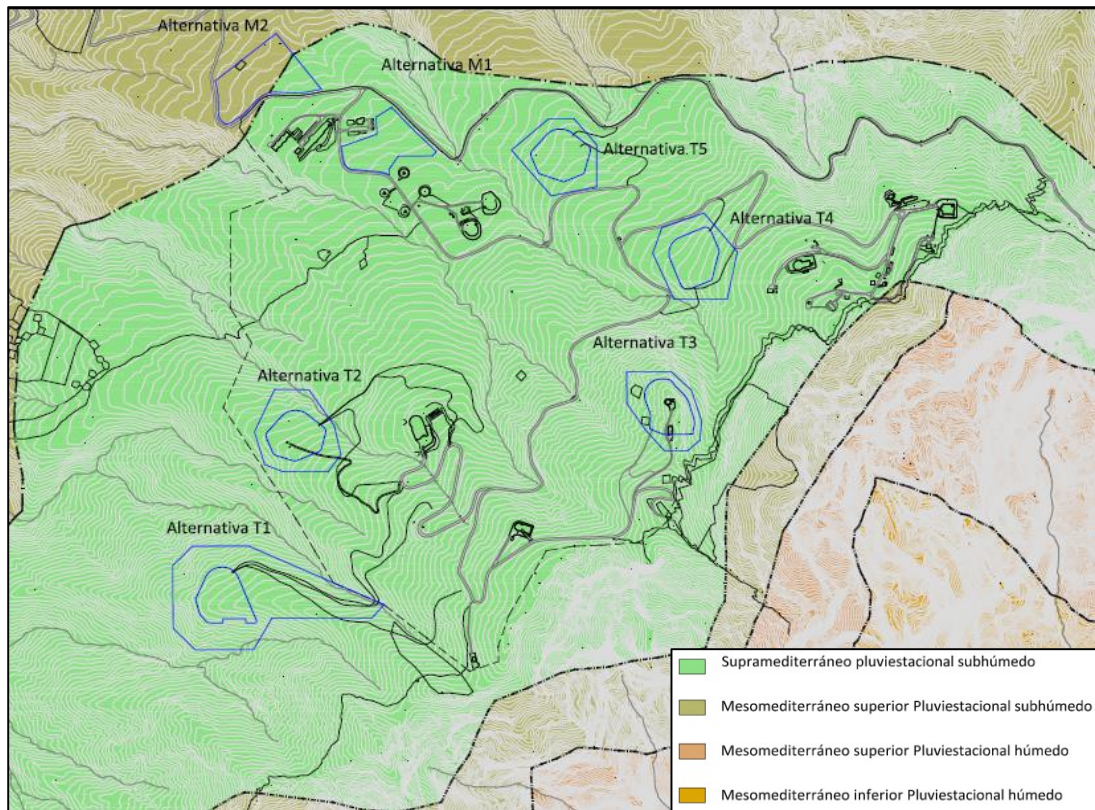 Alternativa M2
Alternativa M1
Alternativa T5
Alternativa T4
Alternativa T3
Alternativa T2
Alternativa T1
Supramediterráneo pluviestacional subhúmedo
Mesomediterráneo superior Pluviestacional subhúmedo
Mesomediterráneo superior Pluviestacional húmedo
Mesomediterráneo inferior Pluviestacional húmedo